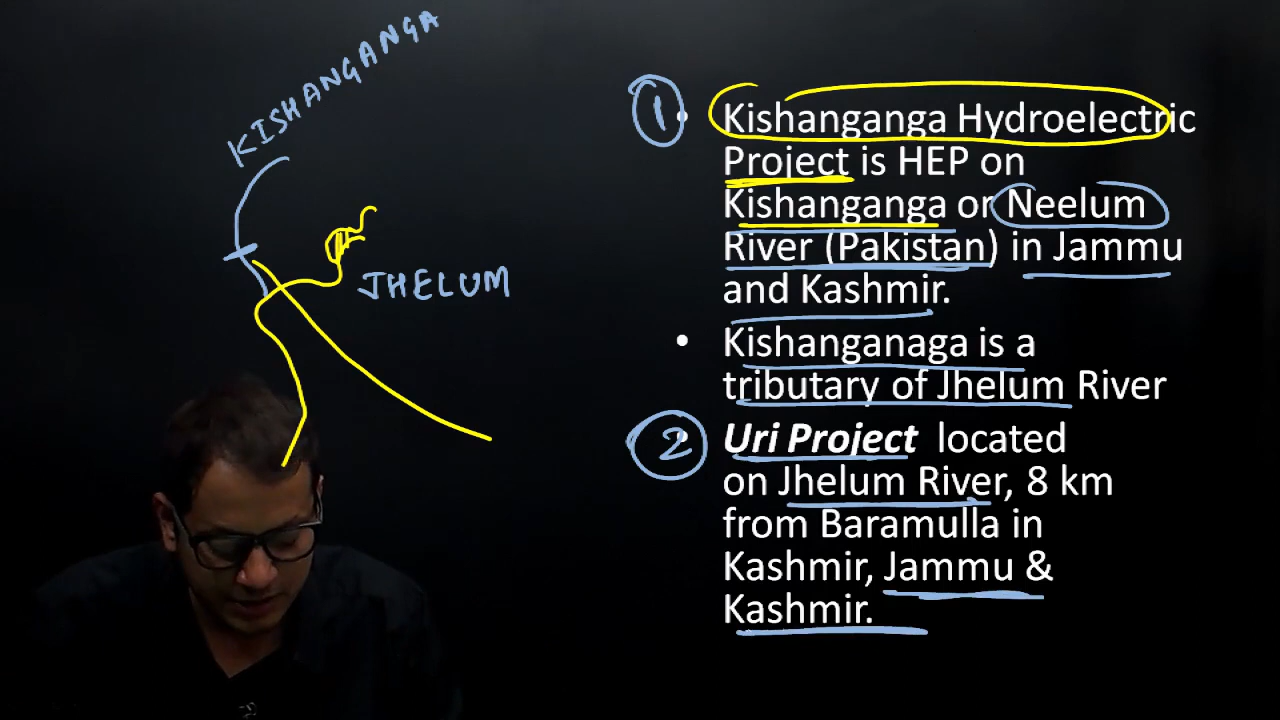 KISHANGANGA
JHELUM
1
• Kishanganga Hydroelectric
Project is HEP on
Kishanganga or Neelum
River (Pakistan) in Jammu
and Kashmir.
• Kishanganaga is a
tributary of Jhelum River
2
• Uri Project located
on Jhelum River, 8 km
from Baramulla in
Kashmir, Jammu &
Kashmir.